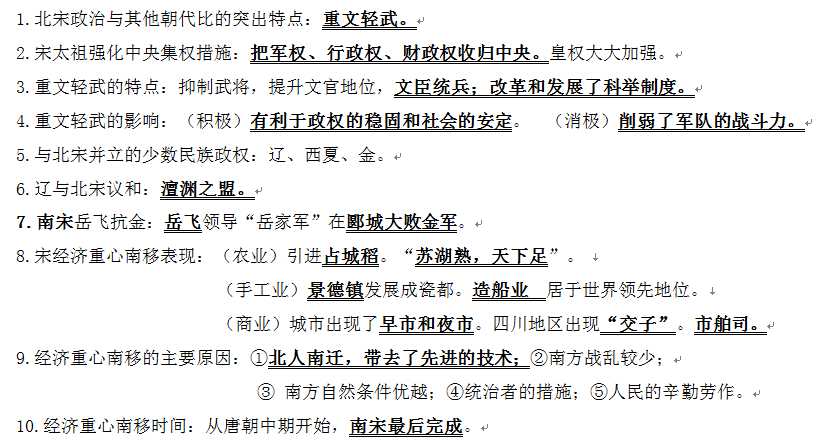 1.北宋政治与其他朝代比的突出特点：重文轻武。
2.宋太祖强化中央集权措施：把军权、行政权、财政权收归中央。皇权大大加强。
3.重文轻武的特点：抑制武将，提升文官地位，文臣统兵；改革和发展了科举制度。
4.重文轻武的影响：（积极）有利于政权的稳固和社会的安定。（消极）削弱了军队的战斗力。
5.与北宋并立的少数民族政权：辽、西夏、金。
6.辽与北宋议和：澶渊之盟。
7.南宋岳飞抗金：岳飞领导“岳家军”在郾城大败金军。
8.宋经济重心南移表现：（农业）引进占城稻。“苏湖熟，天下足”。
（手工业）景德镇发展成瓷都。造船业 居于世界领先地位。
（商业）城市出现了早市和夜市。四川地区出现“交子”。市舶司。
9.经济重心南移的主要原因：①北人南迁，带去了先进的技术；②南方战乱较少；
③ 南方自然条件优越；④统治者的措施；⑤人民的辛勤劳作。
10.经济重心南移时间：从唐朝中期开始，南宋最后完成。